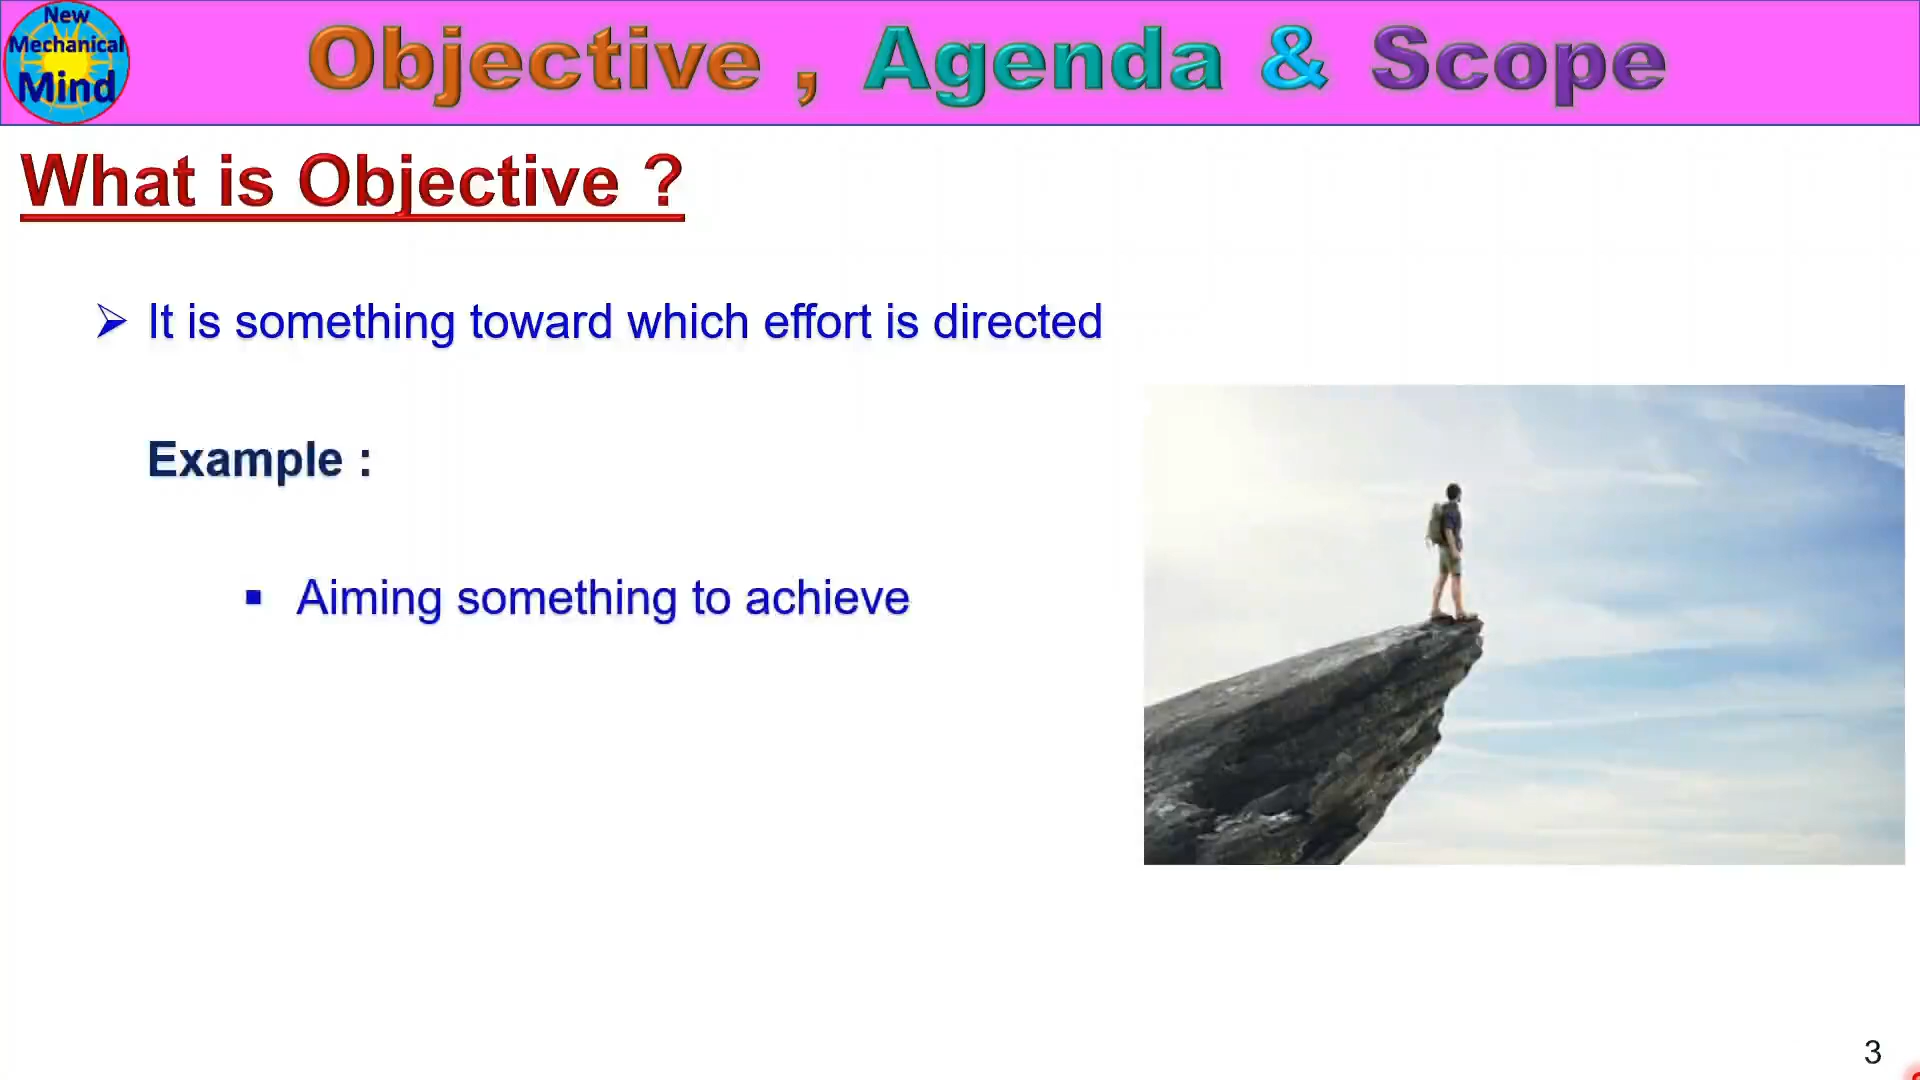 New
Mechanical
Mind
Objective , Agenda & Scope
What is Objective ?
➢ It is something toward which effort is directed
Example :
▪ Aiming something to achieve
3